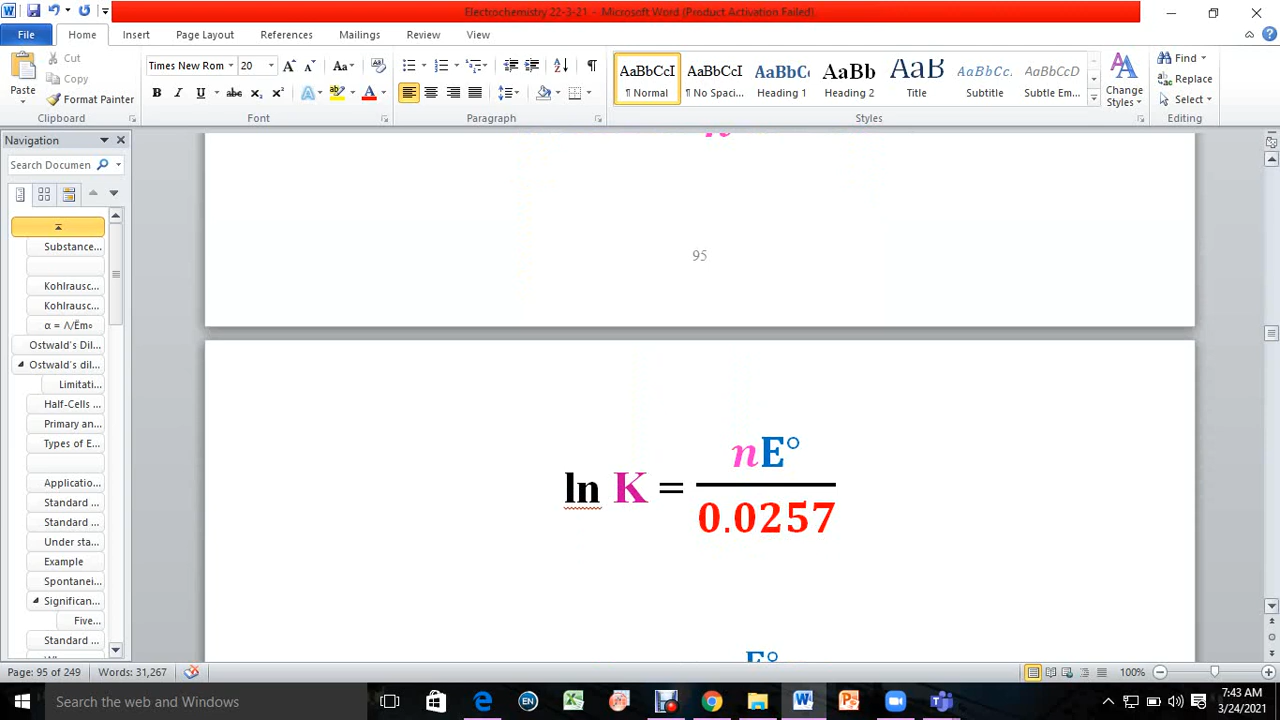 Electrochemistry 22-3-21 - Microsoft Word (Product Activation Failed)
File Home Insert Page Layout References Mailings Review View
Paste
Cut
Copy
Format Painter
Clipboard
Times New Rom 20
Font
Paragraph
AaBbCcI AaBbCcI AaBbCc AaBb AaB AaBbCc. AaBbCcD
¶ Normal ¶ No Spaci... Heading 1 Heading 2 Title Subtitle Subtle Em...
Styles
Change
Styles
Find
Replace
Select
Editing
Navigation
Search Documen
Substance...
Kohlrausc...
Kohlrausc...
α = Λ/Ëm∘
Ostwald's Dil...
Ostwald's dil...
Limitati...
Half-Cells ...
Primary an...
Types of E...
Applicatio...
Standard ...
Standard ...
Under sta...
Example
Spontanei...
Significan...
Five...
Standard ...
95
ln K = nE° / 0.0257
E°
Page: 95 of 249 Words: 31,267 100%
Search the web and Windows
EN
7:43 AM
3/24/2021